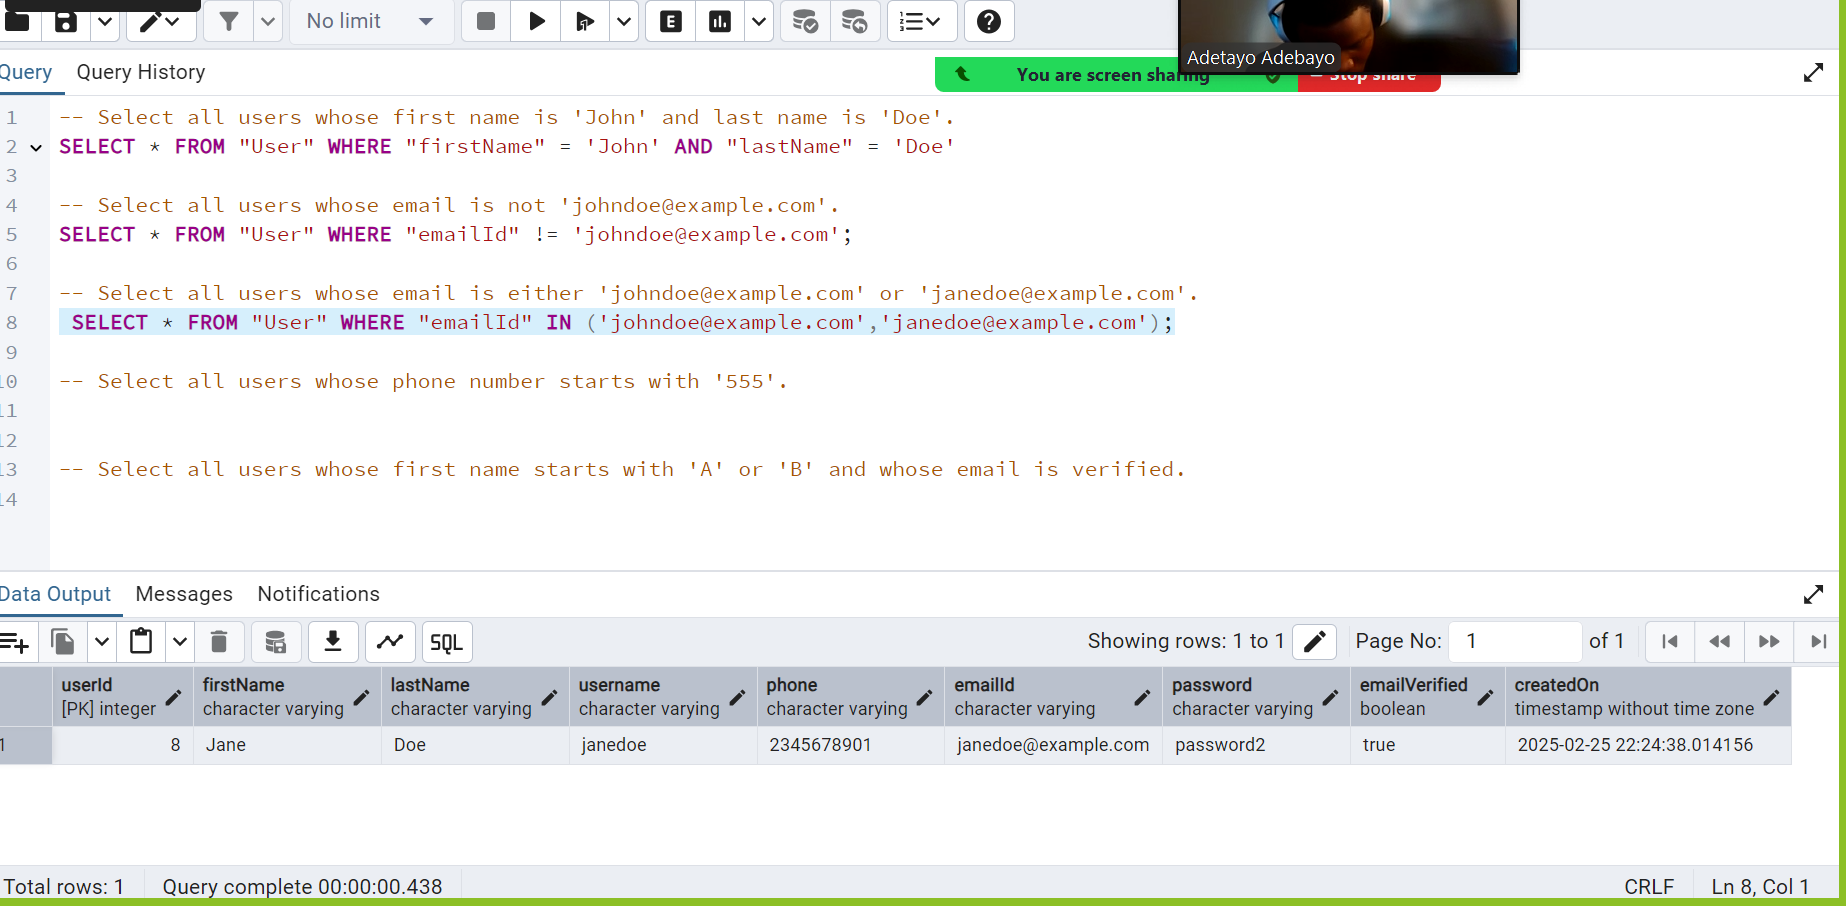 No limit
Adetayo Adebayo
Query Query History
You are screen sharing Stop share
1 -- Select all users whose first name is 'John' and last name is 'Doe'.
2 SELECT * FROM "User" WHERE "firstName" = 'John' AND "lastName" = 'Doe'
3
4 -- Select all users whose email is not 'johndoe@example.com'.
5 SELECT * FROM "User" WHERE "emailId" != 'johndoe@example.com';
6
7 -- Select all users whose email is either 'johndoe@example.com' or 'janedoe@example.com'.
8 SELECT * FROM "User" WHERE "emailId" IN ('johndoe@example.com','janedoe@example.com');
9
10 -- Select all users whose phone number starts with '555'.
11
12
13 -- Select all users whose first name starts with 'A' or 'B' and whose email is verified.
14
Data Output Messages Notifications
SQL Showing rows: 1 to 1 Page No: 1 of 1
userId firstName lastName username phone emailId password emailVerified createdOn
[PK] integer character varying character varying character varying character varying character varying character varying boolean timestamp without time zone
1 8 Jane Doe janedoe 2345678901 janedoe@example.com password2 true 2025-02-25 22:24:38.014156
Total rows: 1 Query complete 00:00:00.438 CRLF Ln 8, Col 1